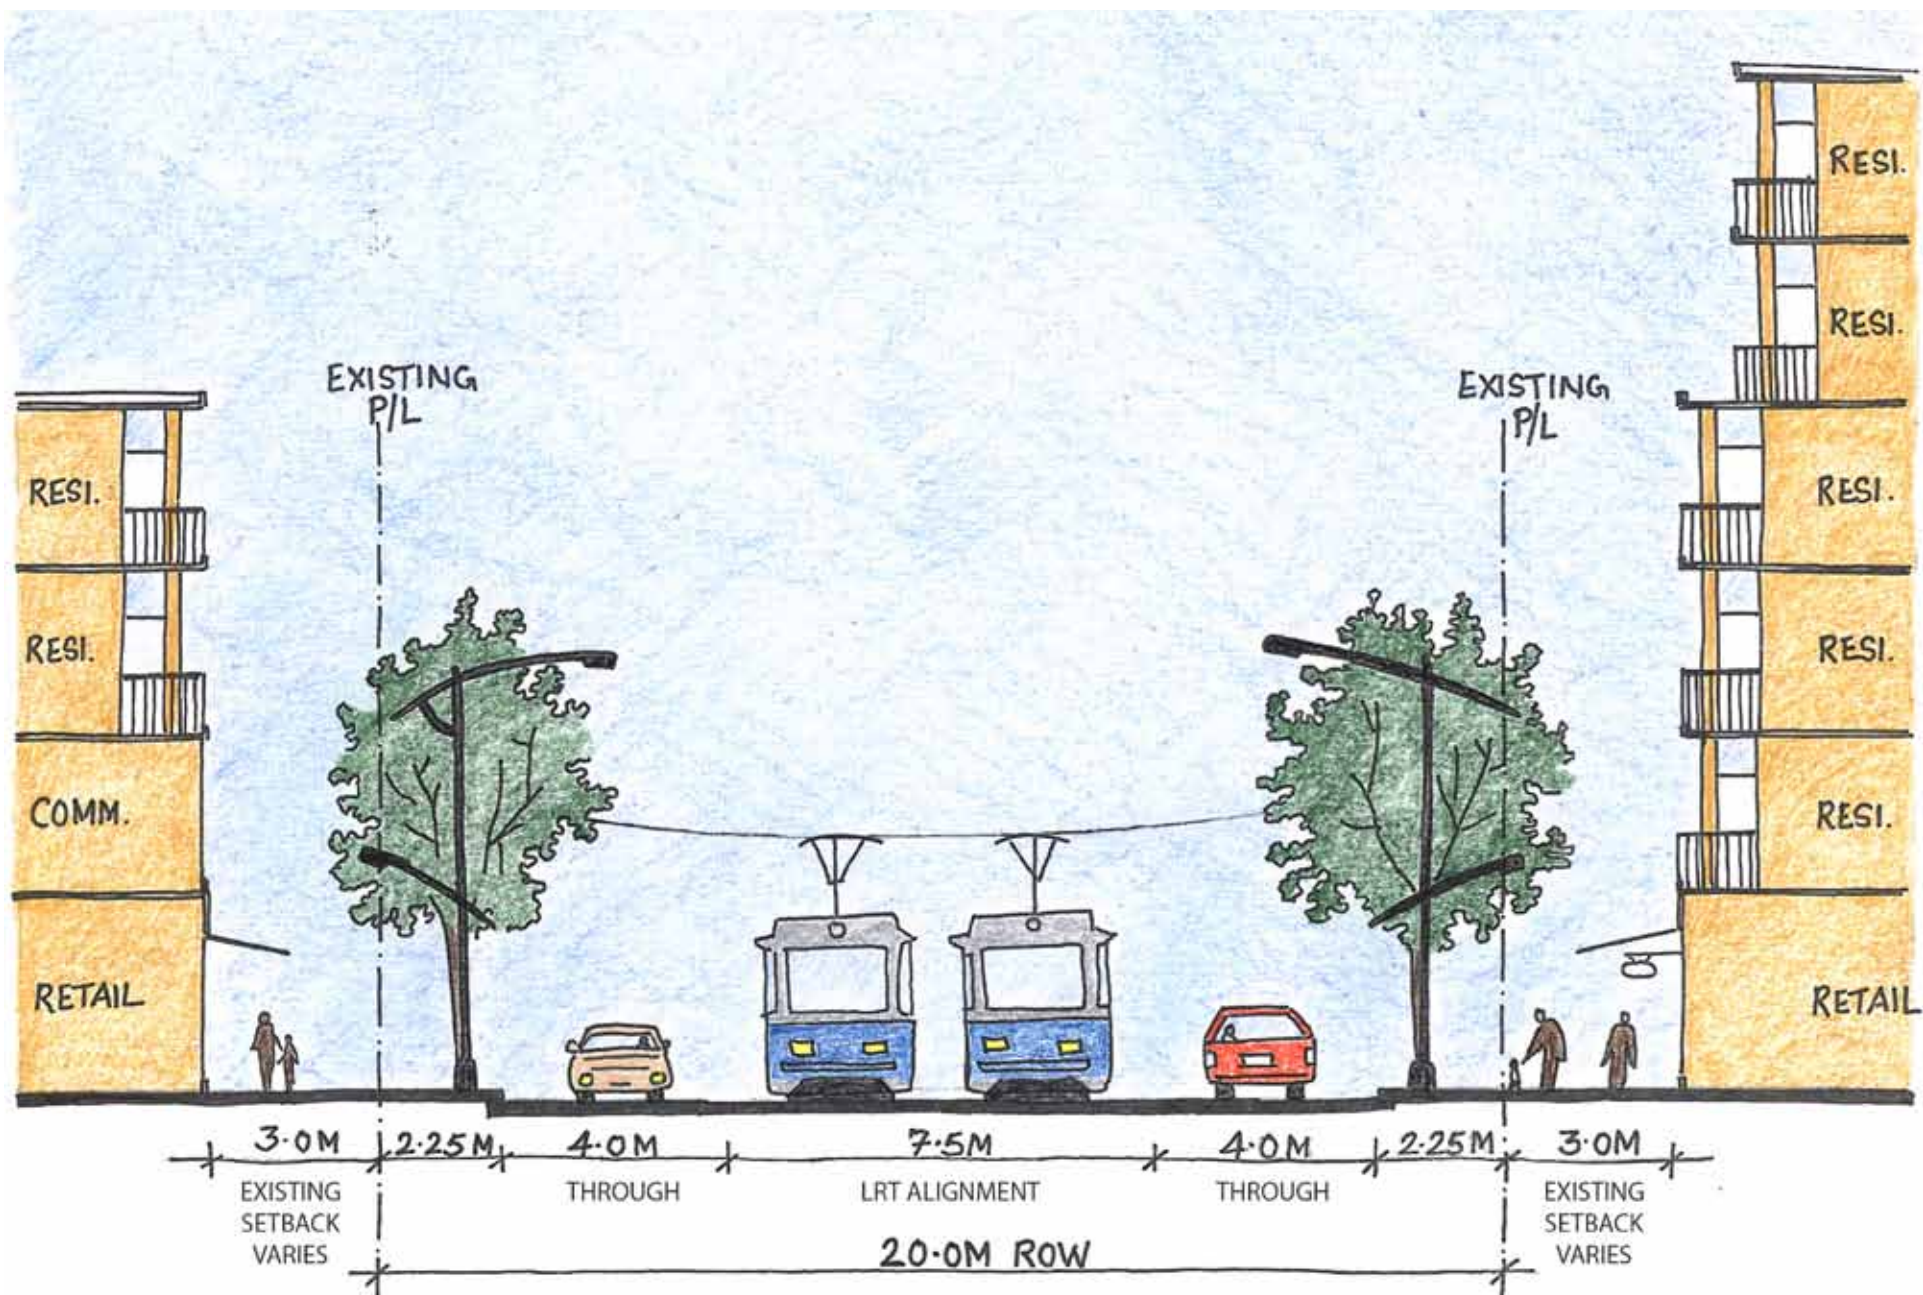 RESI.
RESI.
EXISTING
P/L
EXISTING
P/L
RESI.
RESI.
RESI.
RESI.
COMM.
RESI.
RETAIL
RETAIL
3.0M
2.25M
4.0M
7.5M
4.0M
2.25M
3.0M
EXISTING
SETBACK
VARIES
THROUGH
LRT ALIGNMENT
THROUGH
EXISTING
SETBACK
VARIES
20.0M ROW